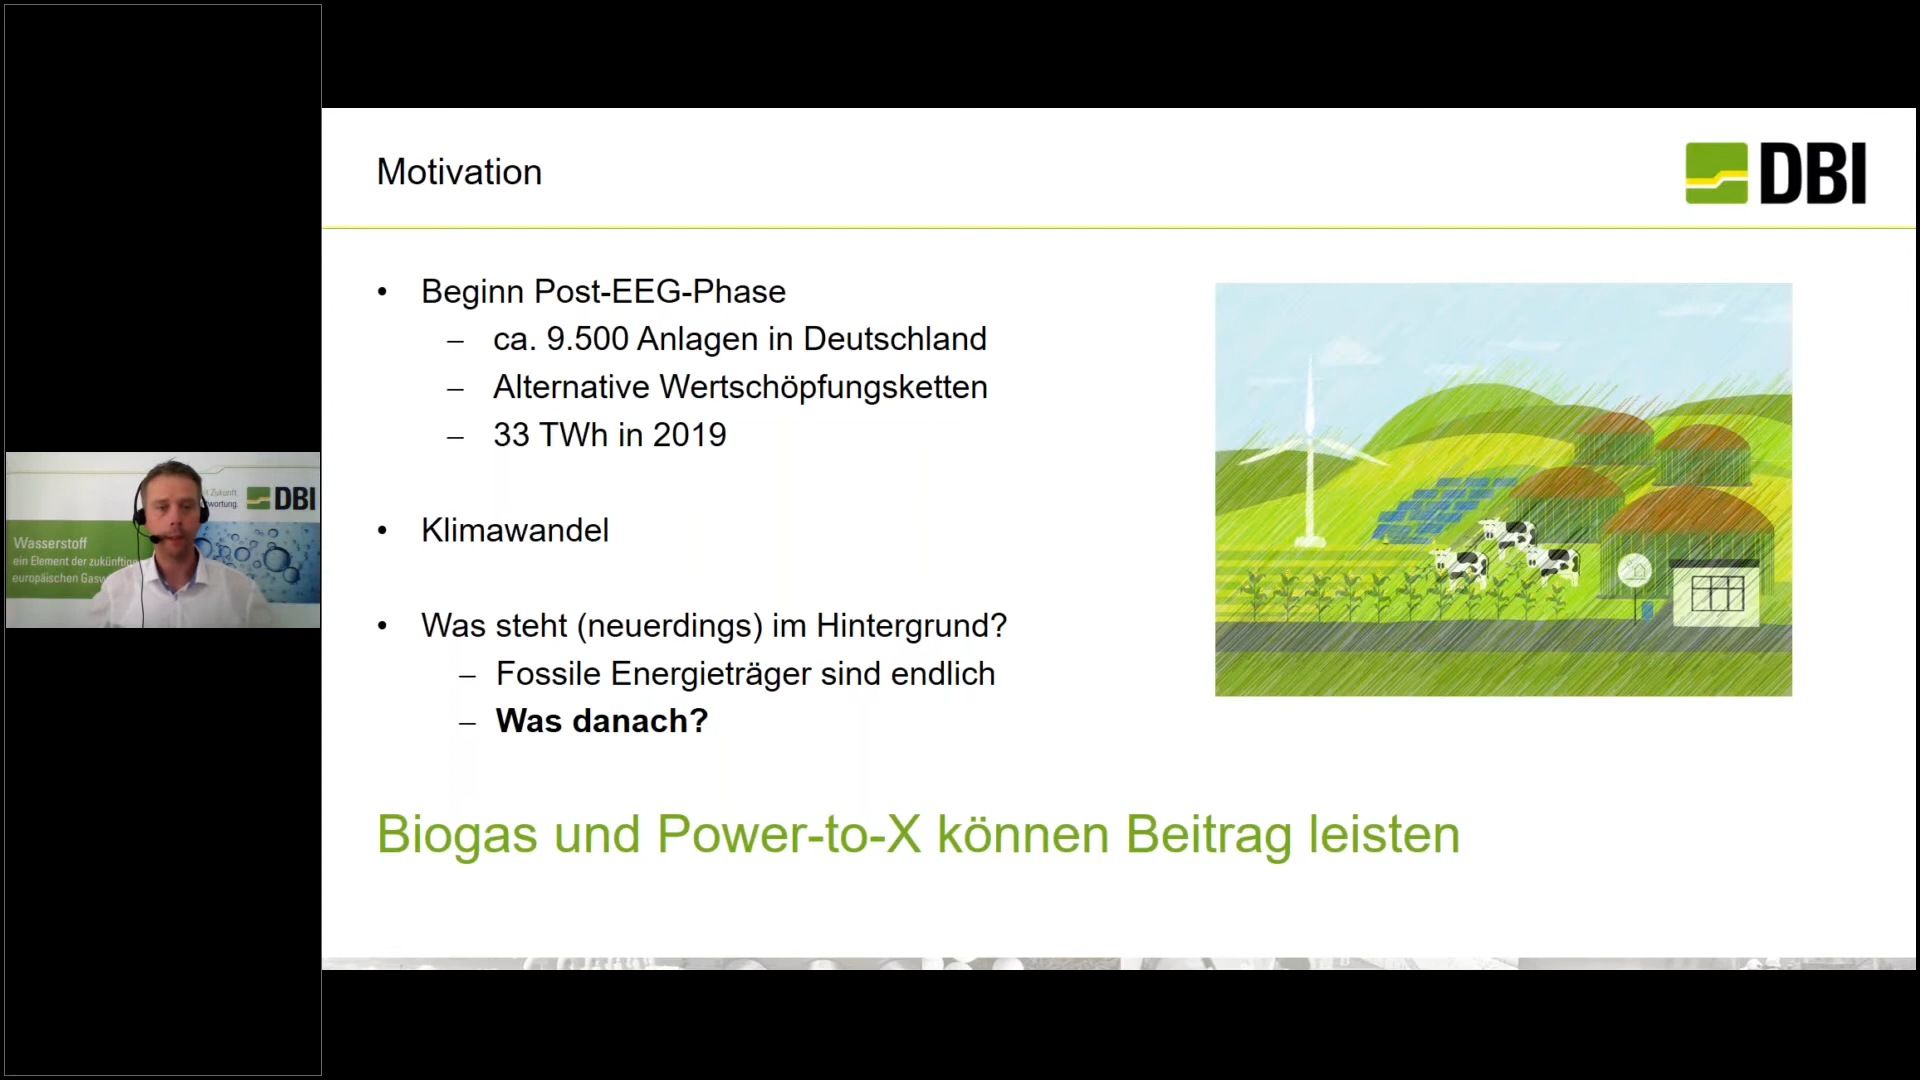 Motivation
DBI
• Beginn Post-EEG-Phase
– ca. 9.500 Anlagen in Deutschland
– Alternative Wertschöpfungsketten
– 33 TWh in 2019
• Klimawandel
• Was steht (neuerdings) im Hintergrund?
– Fossile Energieträger sind endlich
– Was danach?
Biogas und Power-to-X können Beitrag leisten
Zukunft.
DBI
Wasserstoff
ein Element der zukünftig
europäischen